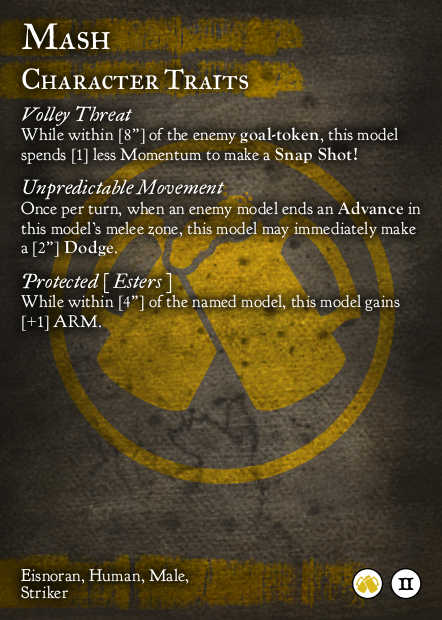 Mash
Character Traits
Volley Threat
While within [8"] of the enemy goal-token, this model
spends [1] less Momentum to make a Snap Shot!
Unpredictable Movement
Once per turn, when an enemy model ends an Advance in
this model's melee zone, this model may immediately make
a [2"] Dodge.
Protected [ Esters ]
While within [4"] of the named model, this model gains
[+1] ARM.
Eisnoran, Human, Male,
Striker
II